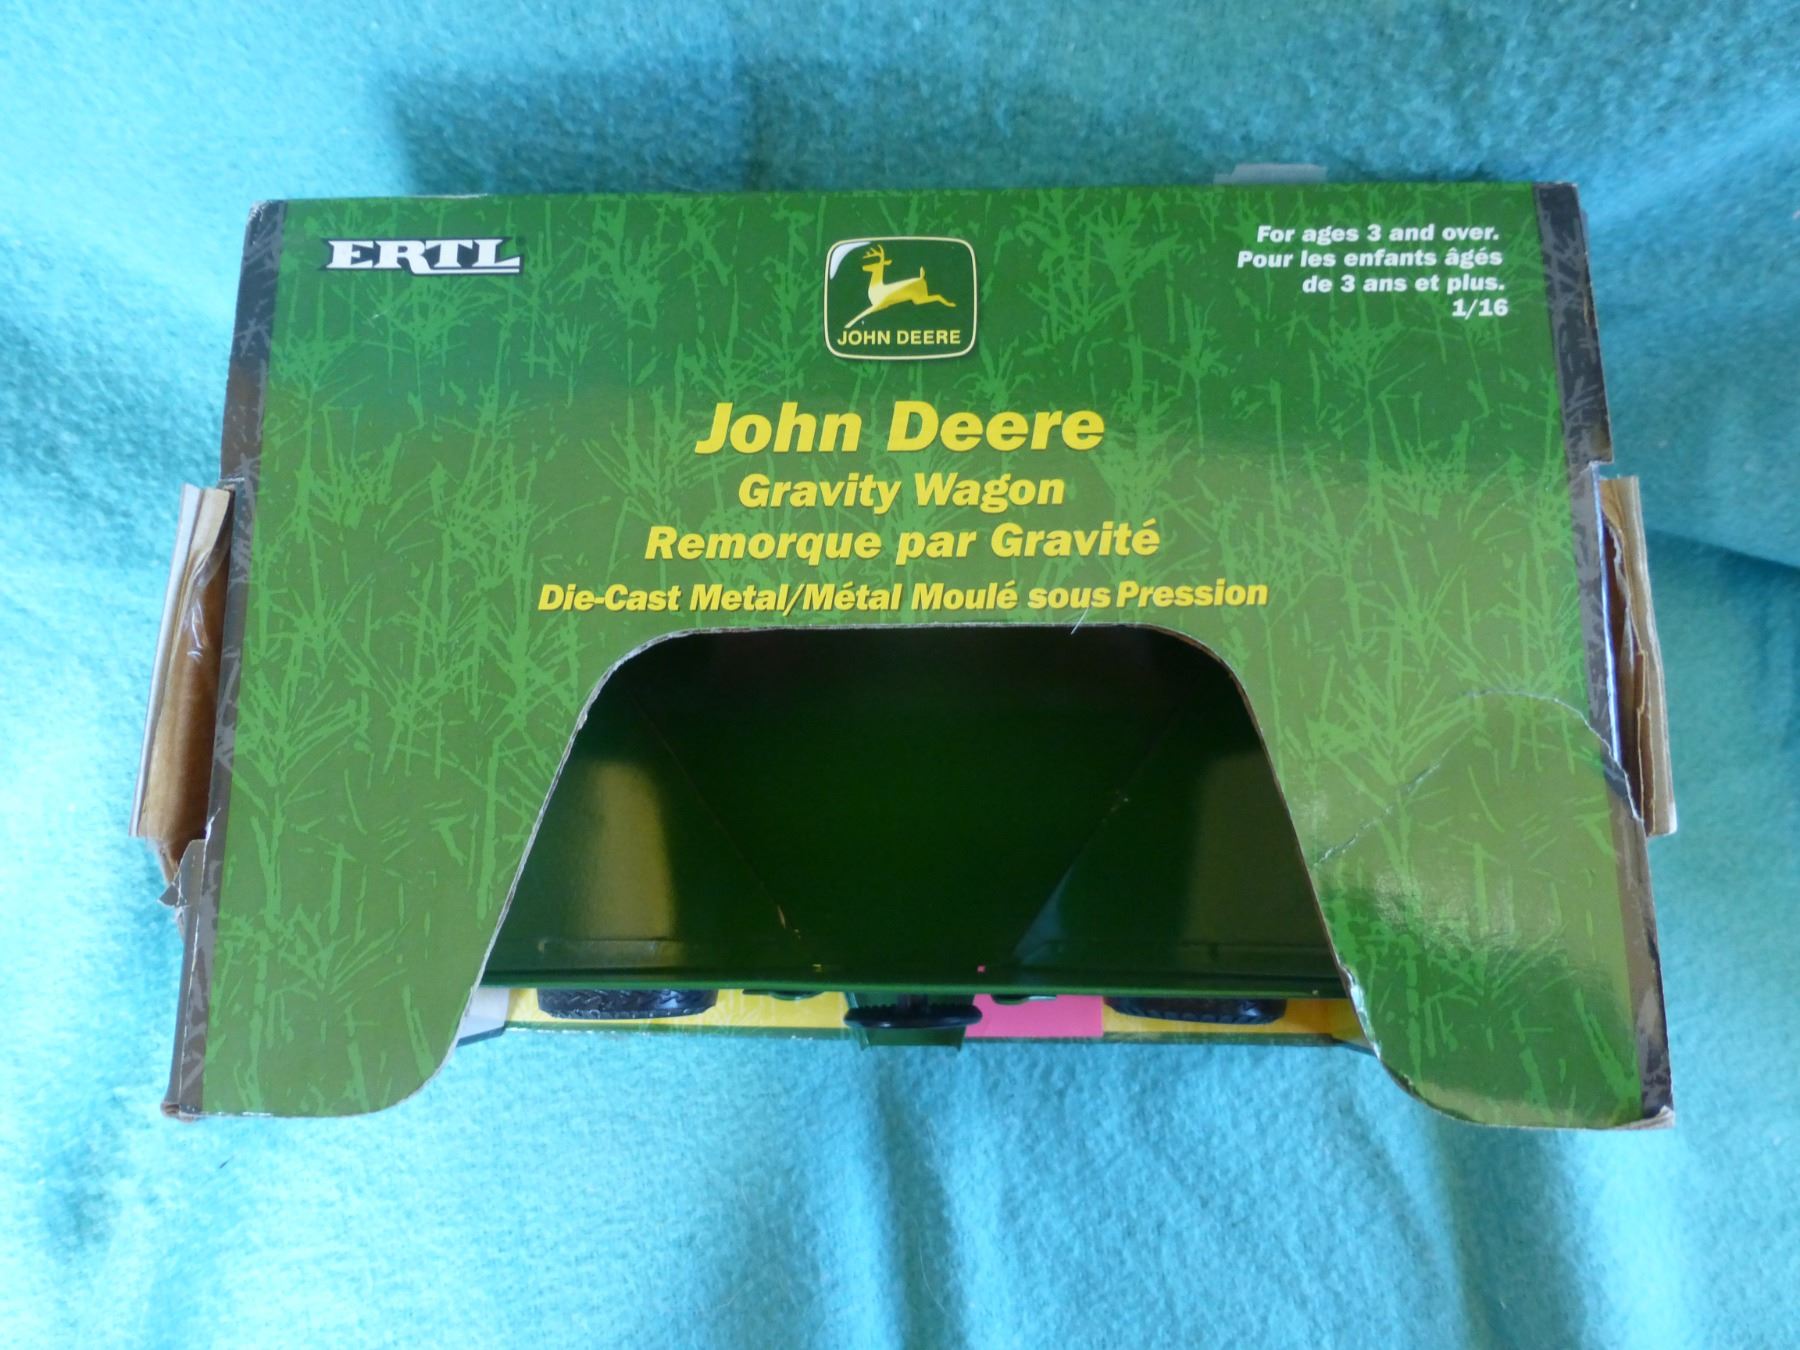 ERTL
JOHN DEERE
For ages 3 and over.
Pour les enfants âgés
de 3 ans et plus.
1/16
John Deere
Gravity Wagon
Remorque par Gravité
Die-Cast Metal/Métal Moulé sous Pression